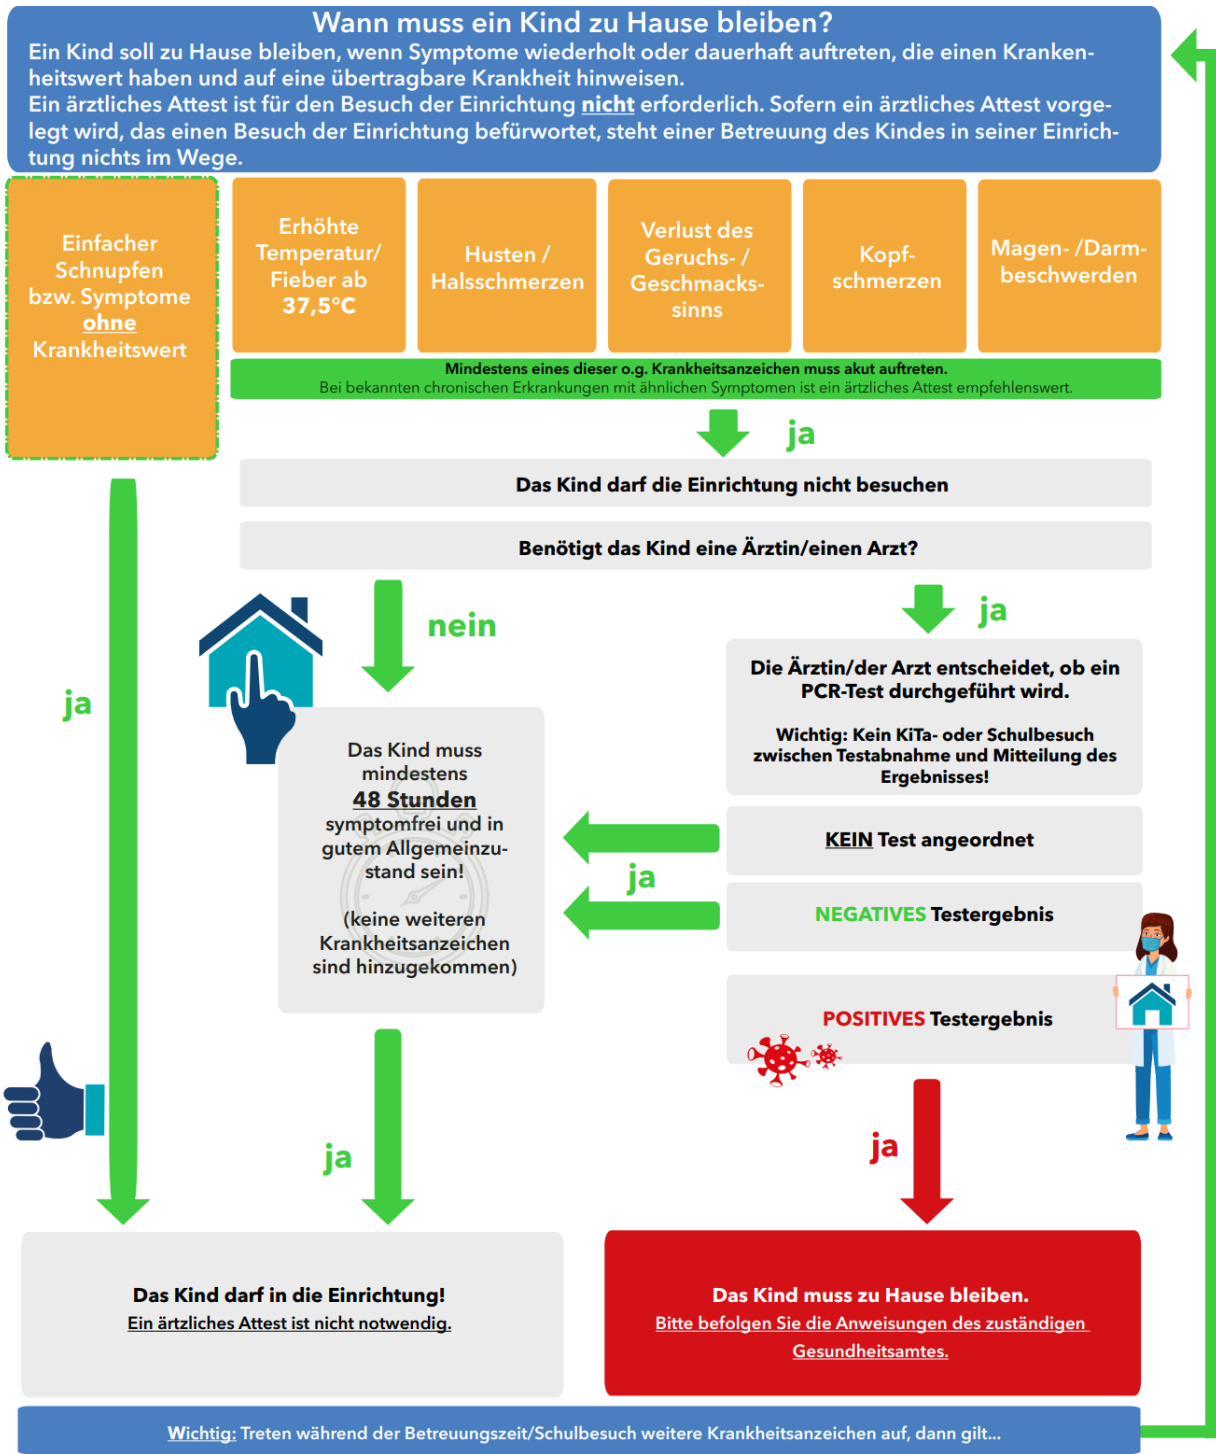 Wann muss ein Kind zu Hause bleiben?
Ein Kind soll zu Hause bleiben, wenn Symptome wiederholt oder dauerhaft auftreten, die einen Kranken-
heitswert haben und auf eine übertragbare Krankheit hinweisen.
Ein ärztliches Attest ist für den Besuch der Einrichtung nicht erforderlich. Sofern ein ärztliches Attest vorge-
legt wird, das einen Besuch der Einrichtung befürwortet, steht einer Betreuung des Kindes in seiner Einrich-
tung nichts im Wege.
Einfacher
Schnupfen
bzw. Symptome
ohne
Krankheitswert
Erhöhte
Temperatur/
Fieber ab
37,5°C
Husten /
Halsschmerzen
Verlust des
Geruchs- /
Geschmacks-
sinns
Kopf-
schmerzen
Magen- /Darm-
beschwerden
Mindestens eines dieser o.g. Krankheitsanzeichen muss akut auftreten.
Bei bekannten chronischen Erkrankungen mit ähnlichen Symptomen ist ein ärtzliches Attest empfehlenswert.
ja
Das Kind darf die Einrichtung nicht besuchen
Benötigt das Kind eine Ärztin/einen Arzt?
nein
ja
ja
Die Ärztin/der Arzt entscheidet, ob ein
PCR-Test durchgeführt wird.
Wichtig: Kein KiTa- oder Schulbesuch
zwischen Testabnahme und Mitteilung des
Ergebnisses!
Das Kind muss
mindestens
48 Stunden
symptomfrei und in
gutem Allgemeinzu-
stand sein!
(keine weiteren
Krankheitsanzeichen
sind hinzugekommen)
KEIN Test angeordnet
ja
NEGATIVES Testergebnis
POSITIVES Testergebnis
ja
ja
Das Kind darf in die Einrichtung!
Ein ärtzliches Attest ist nicht notwendig.
Das Kind muss zu Hause bleiben.
Bitte befolgen Sie die Anweisungen des zuständigen
Gesundheitsamtes.
Wichtig: Treten während der Betreuungszeit/Schulbesuch weitere Krankheitsanzeichen auf, dann gilt...